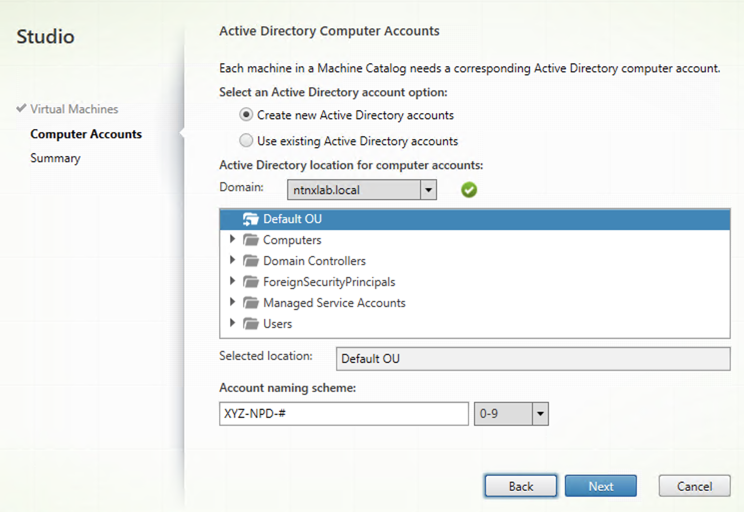 Studio
Virtual Machines
Computer Accounts
Summary
Active Directory Computer Accounts
Each machine in a Machine Catalog needs a corresponding Active Directory computer account.
Select an Active Directory account option:
Create new Active Directory accounts
Use existing Active Directory accounts
Active Directory location for computer accounts:
Domain: ntnxlab.local
Default OU
Computers
Domain Controllers
ForeignSecurityPrincipals
Managed Service Accounts
Users
Selected location: Default OU
Account naming scheme:
XYZ-NPD-# 0-9
Back Next Cancel